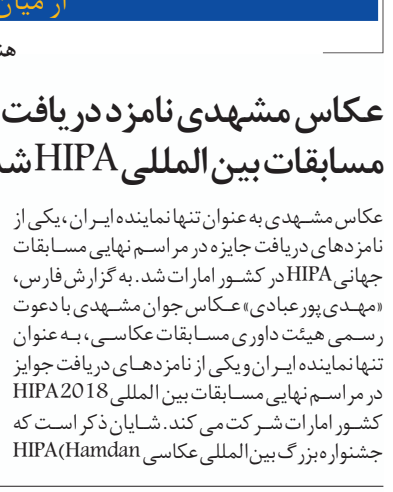 از میان
عکاس مشهدی نامزد دریافت
مسابقات بین المللی HIPA شد
عکاس مشهدی به عنوان تنها نماینده ایران، یکی از
نامزدهای دریافت جایزه در مراسم نهایی مسابقات
جهانی HIPA در کشور امارات شد. به گزارش فارس،
«مهدی پورعبادی» عکاس جوان مشهدی با دعوت
رسمی هیئت داوری مسابقات عکاسی، به عنوان
تنها نماینده ایران و یکی از نامزدهای دریافت جوایز
در مراسم نهایی مسابقات بین المللی HIPA 2018
کشور امارات شرکت می کند. شایان ذکر است که
جشنواره بزرگ بین المللی عکاسی HIPA(Hamdan